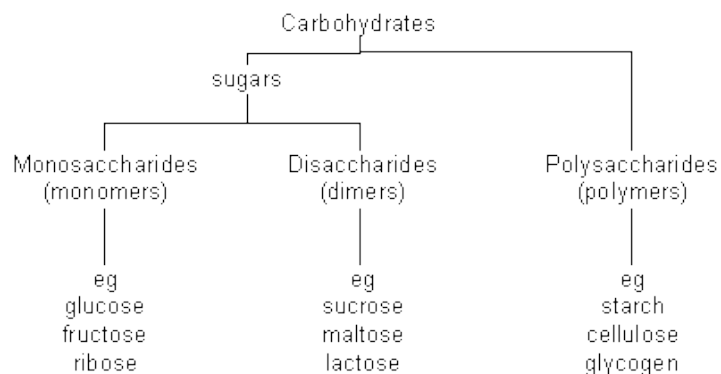 Carbohydrates
sugars
Monosaccharides
(monomers)
Disaccharides
(dimers)
Polysaccharides
(polymers)
eg
glucose
fructose
ribose
eg
sucrose
maltose
lactose
eg
starch
cellulose
glycogen